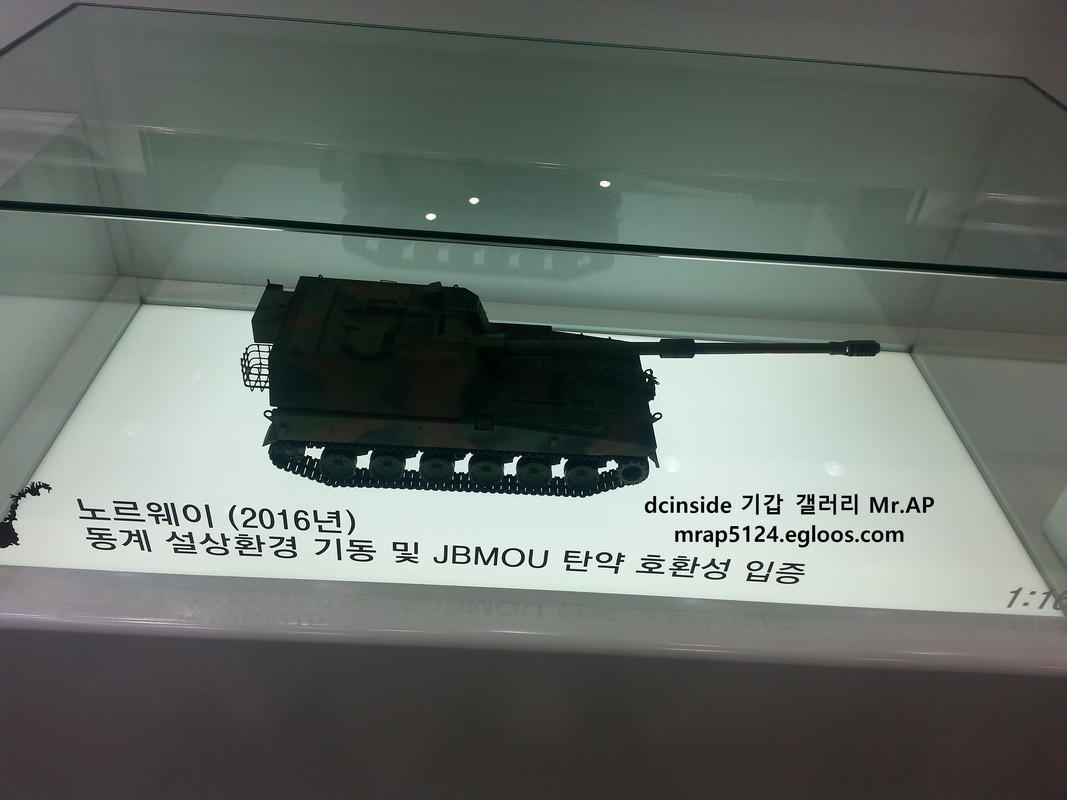 노르웨이 (2016년)
동계 설상환경 기동 및 JBMOU 탄약 호환성 입증
dcinside 기갑 갤러리 Mr.AP
mrap5124.egloos.com